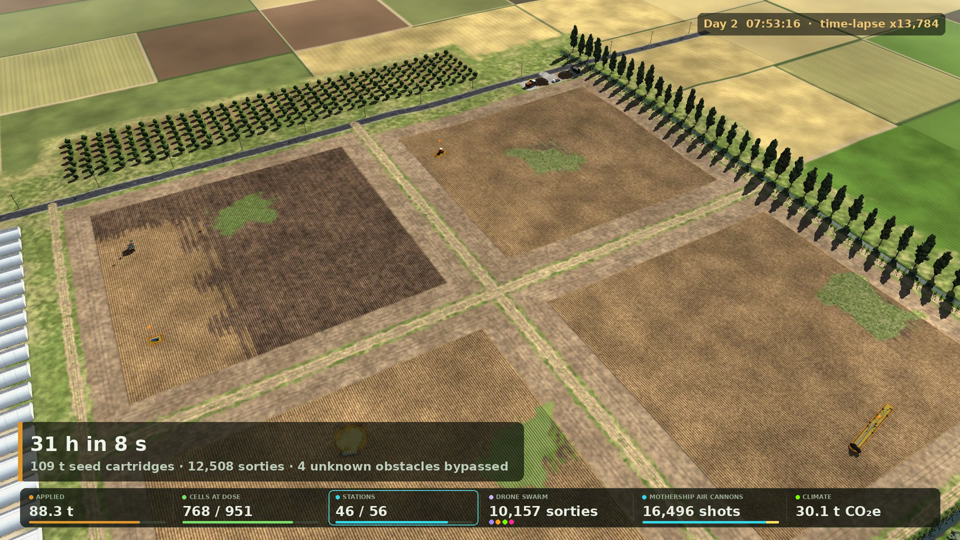 Day 2 07:53:16 · time-lapse x13,784
31 h in 8 s
109 t seed cartridges · 12,508 sorties · 4 unknown obstacles bypassed
APPLIED
88.3 t
CELLS AT DOSE
768 / 951
STATIONS
46 / 56
DRONE SWARM
10,157 sorties
MOTHERSHIP AIR CANNONS
16,496 shots
CLIMATE
30.1 t CO₂e